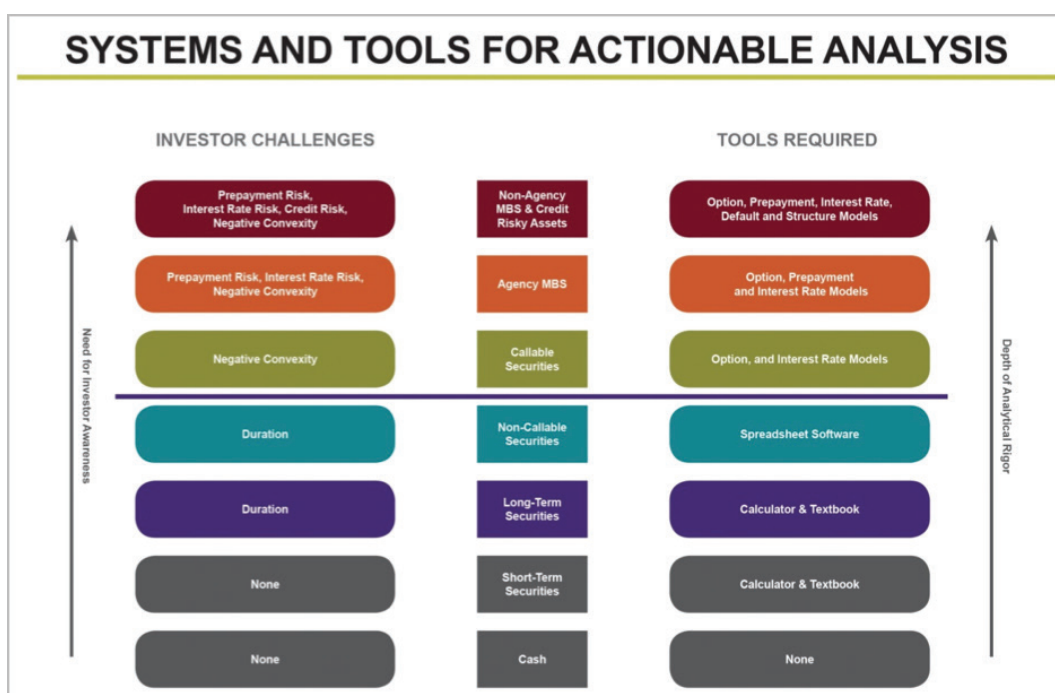 SYSTEMS AND TOOLS FOR ACTIONABLE ANALYSIS
INVESTOR CHALLENGES
TOOLS REQUIRED
Prepayment Risk,
Interest Rate Risk, Credit Risk,
Negative Convexity
Non-Agency
MBS & Credit
Risky Assets
Option, Prepayment, Interest Rate,
Default and Structure Models
Prepayment Risk, Interest Rate Risk,
Negative Convexity
Agency MBS
Option, Prepayment
and Interest Rate Models
Negative Convexity
Callable
Securities
Option, and Interest Rate Models
Duration
Non-Callable
Securities
Spreadsheet Software
Duration
Long-Term
Securities
Calculator & Textbook
None
Short-Term
Securities
Calculator & Textbook
None
Cash
None
Need for Investor Awareness
Depth of Analytical Rigor